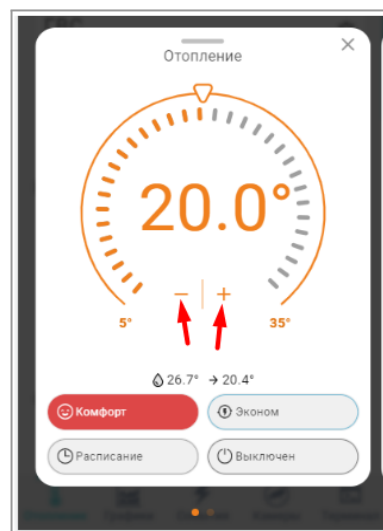 Отопление
20.0°
− +
5° 35°
26.7° → 20.4°
Комфорт
Эконом
Расписание
Выключен